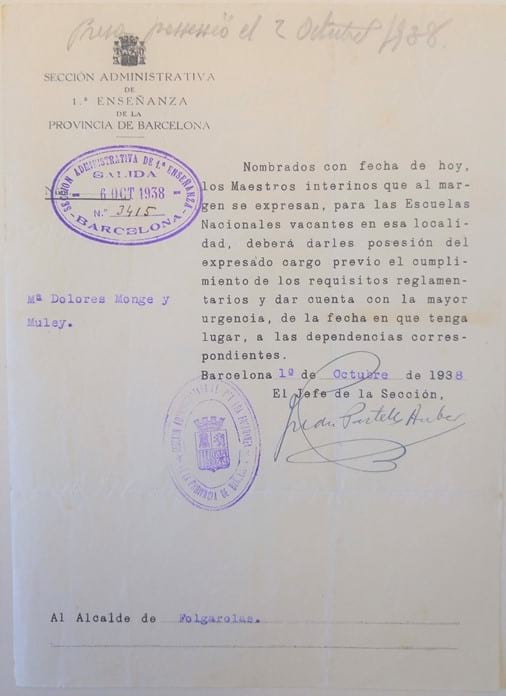 Presa possessió el 2 Octubre 1938.
SECCIÓN ADMINISTRATIVA
DE
1.ª ENSEÑANZA
DE LA
PROVINCIA DE BARCELONA
SECCIÓN ADMINISTRATIVA DE 1.ª ENSEÑANZA
SALIDA
6 OCT 1938
N.º 3415
BARCELONA
Nombrados con fecha de hoy,
los Maestros interinos que al mar-
gen se expresan, para las Escuelas
Nacionales vacantes en esa locali-
dad, deberá darles posesión del
expresado cargo previo el cumpli-
miento de los requisitos reglamen-
tarios y dar cuenta con la mayor
urgencia, de la fecha en que tenga
lugar, a las dependencias corres-
pondientes.
Mª Dolores Monge y
Muley.
Barcelona 1º de Octubre de 1938
El Jefe de la Sección,
PROVINCIA DE
Al Alcalde de Folgarolas.